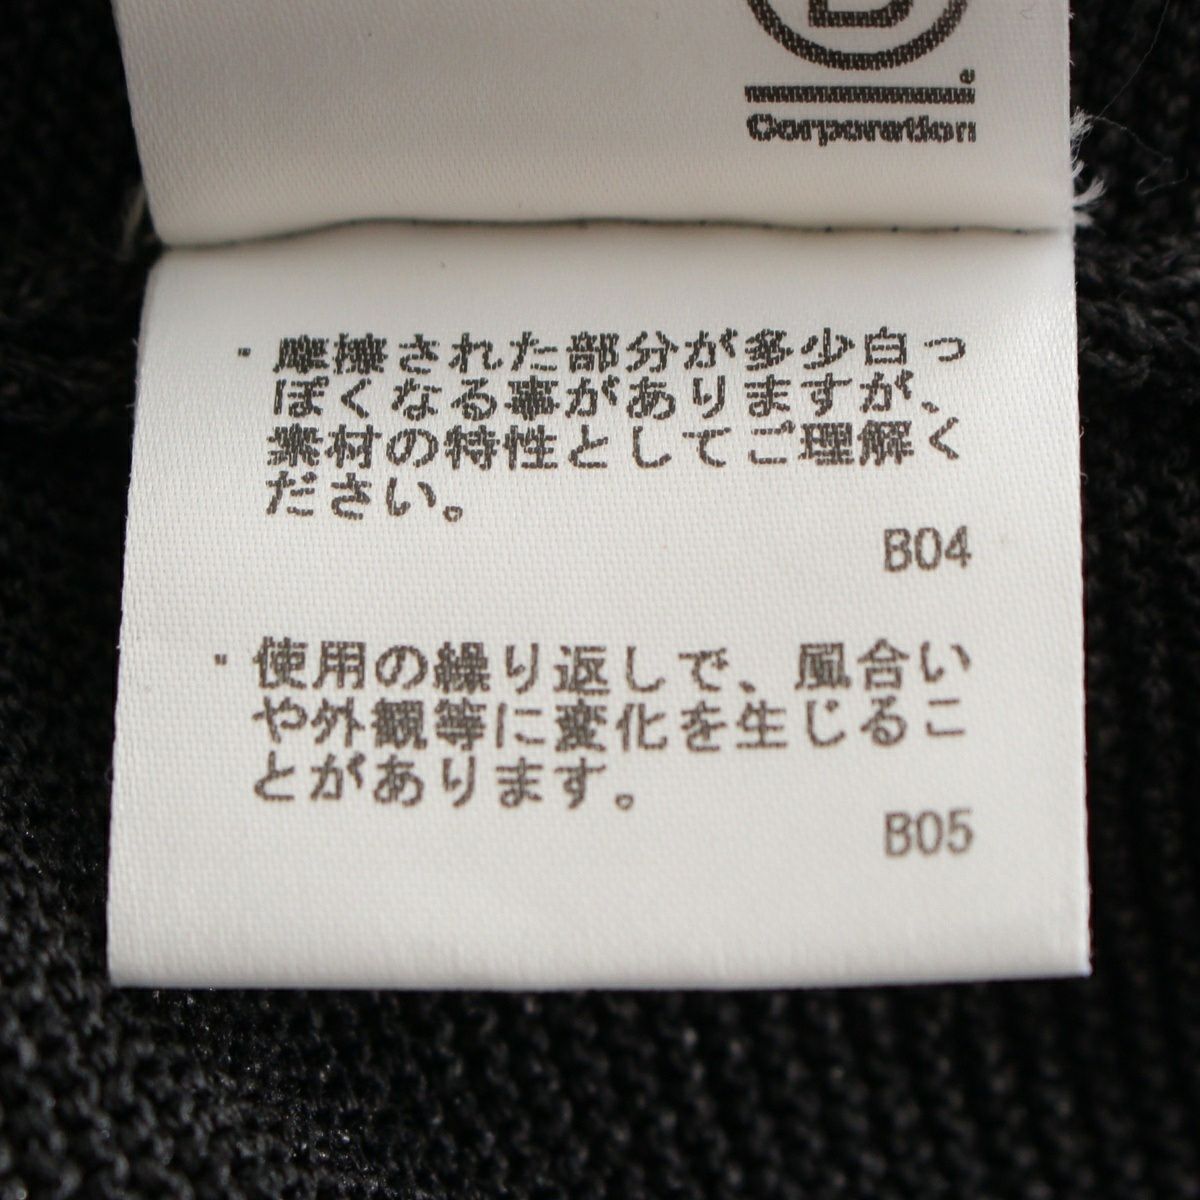 B
®
Corporation
・摩擦された部分が多少白っ
ぽくなる事がありますが、
素材の特性としてご理解く
ださい。
B04
・使用の繰り返しで、風合い
や外観等に変化を生じるこ
とがあります。
B05